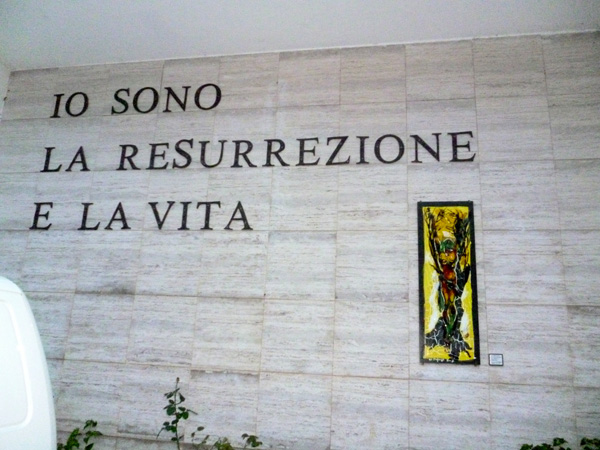 IO SONO
LA RESURREZIONE
E LA VITA